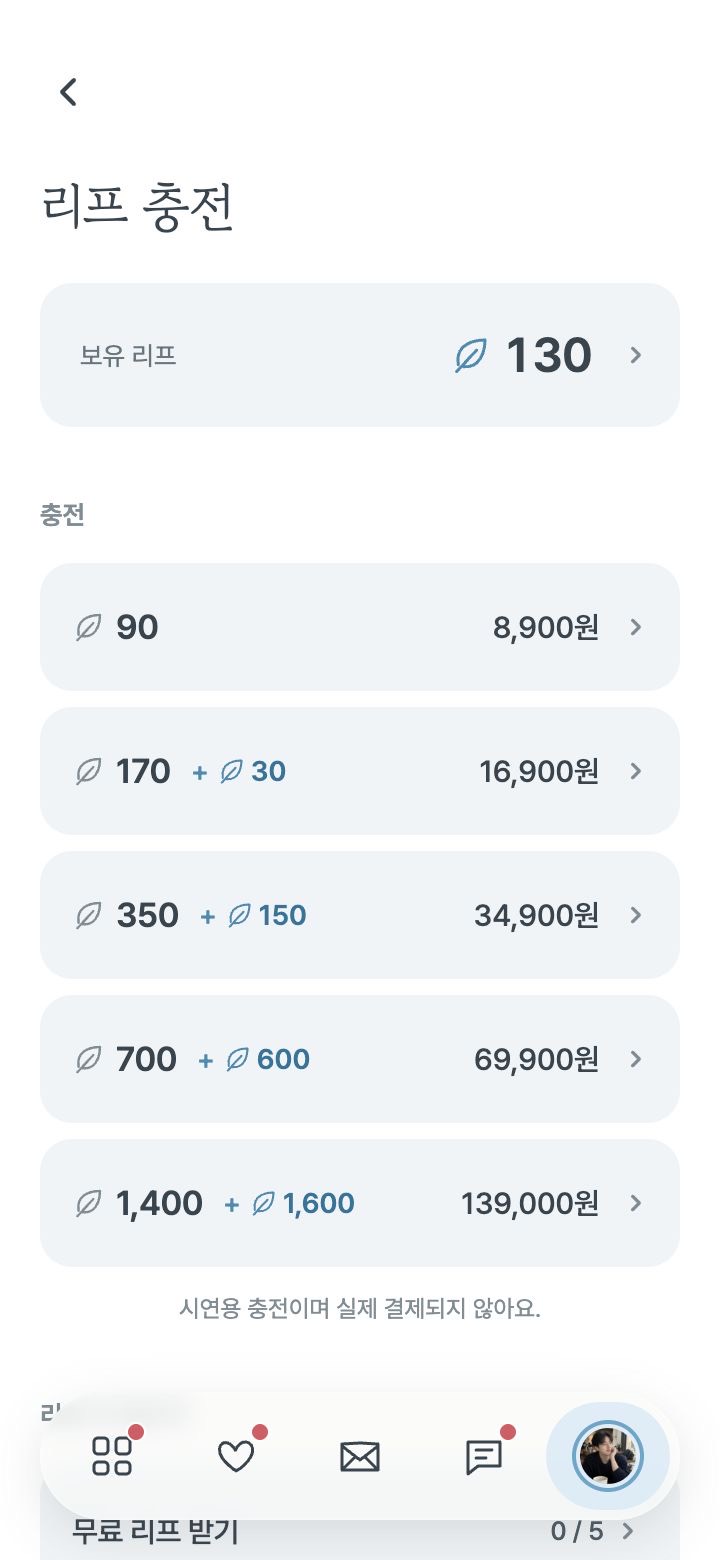 리프 충전
보유 리프 130
충전
90 8,900원
170 + 30 16,900원
350 + 150 34,900원
700 + 600 69,900원
1,400 + 1,600 139,000원
시연용 충전이며 실제 결제되지 않아요.
무료 리프 받기 0 / 5